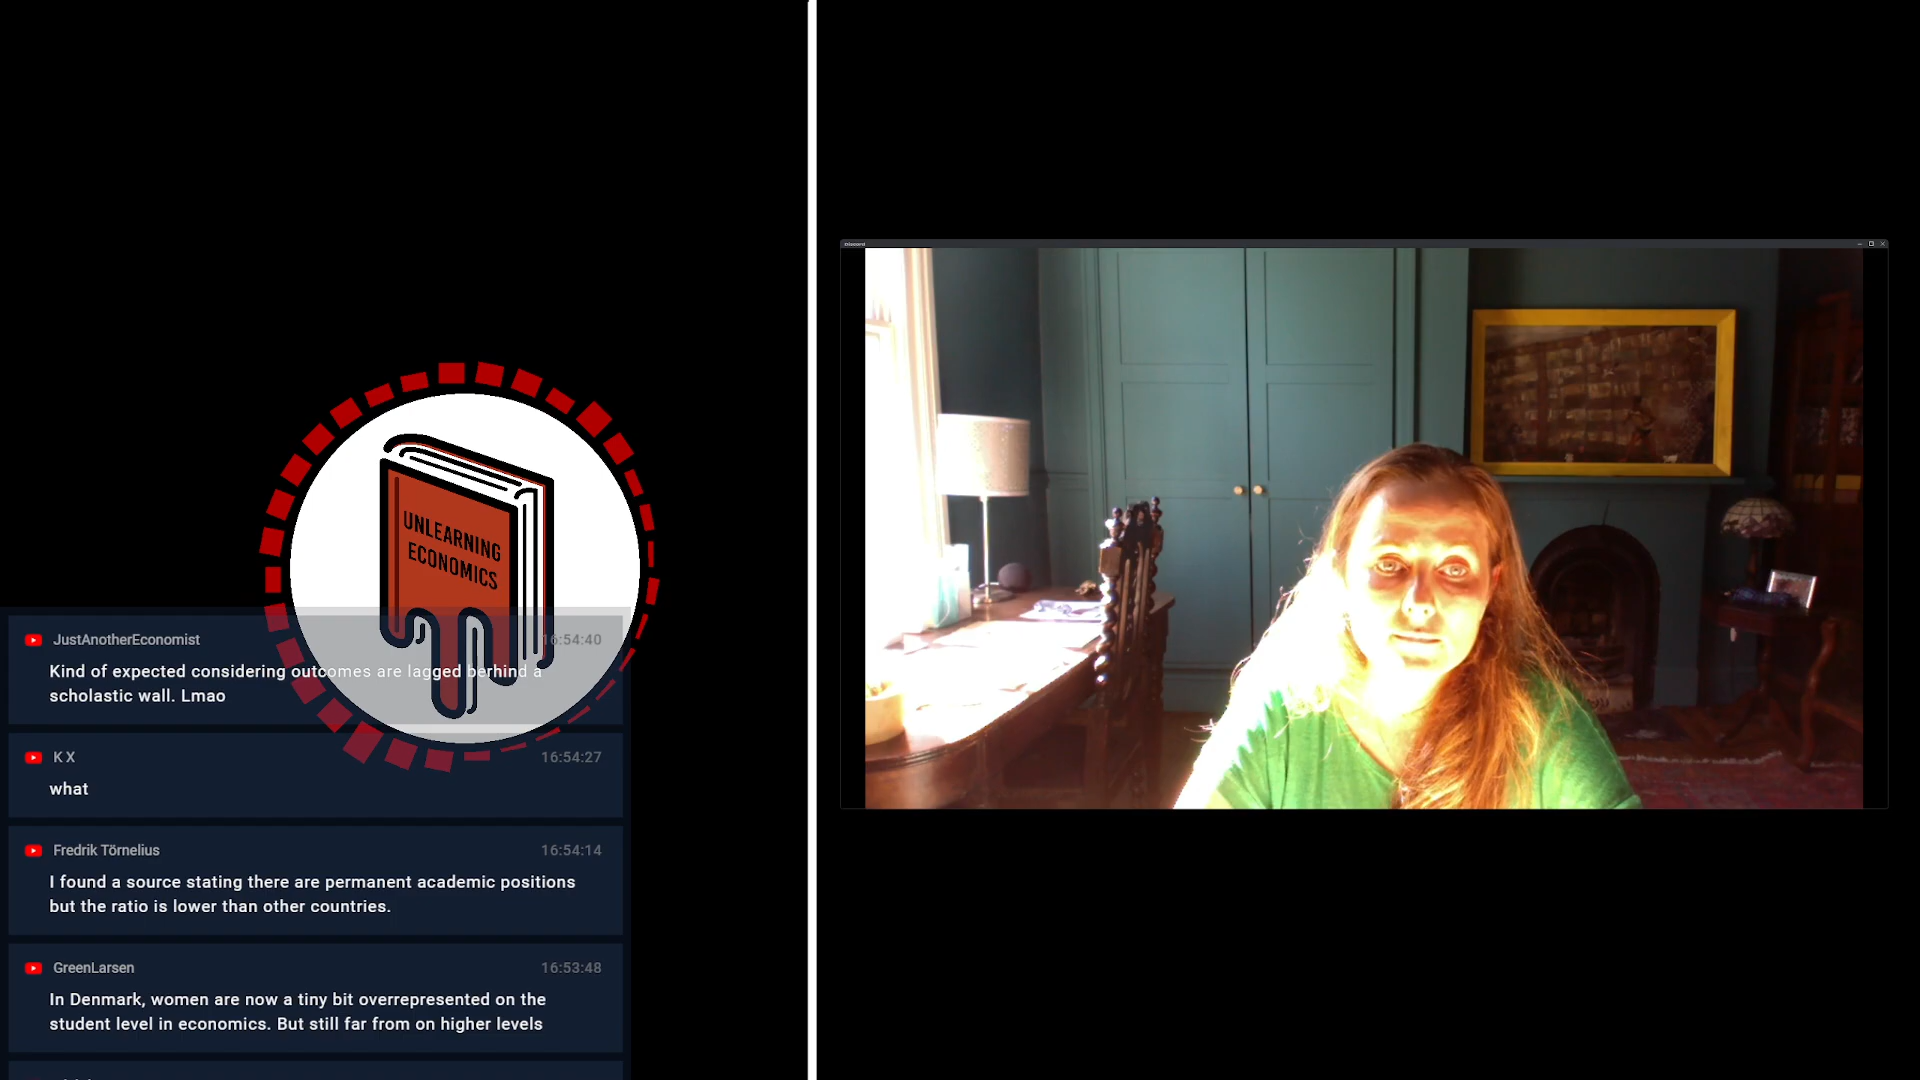 Discord
UNLEARNING
ECONOMICS
JustAnotherEconomist 16:54:40
Kind of expected considering outcomes are lagged berhind a
scholastic wall. Lmao
K X 16:54:27
what
Fredrik Törnelius 16:54:14
I found a source stating there are permanent academic positions
but the ratio is lower than other countries.
GreenLarsen 16:53:48
In Denmark, women are now a tiny bit overrepresented on the
student level in economics. But still far from on higher levels